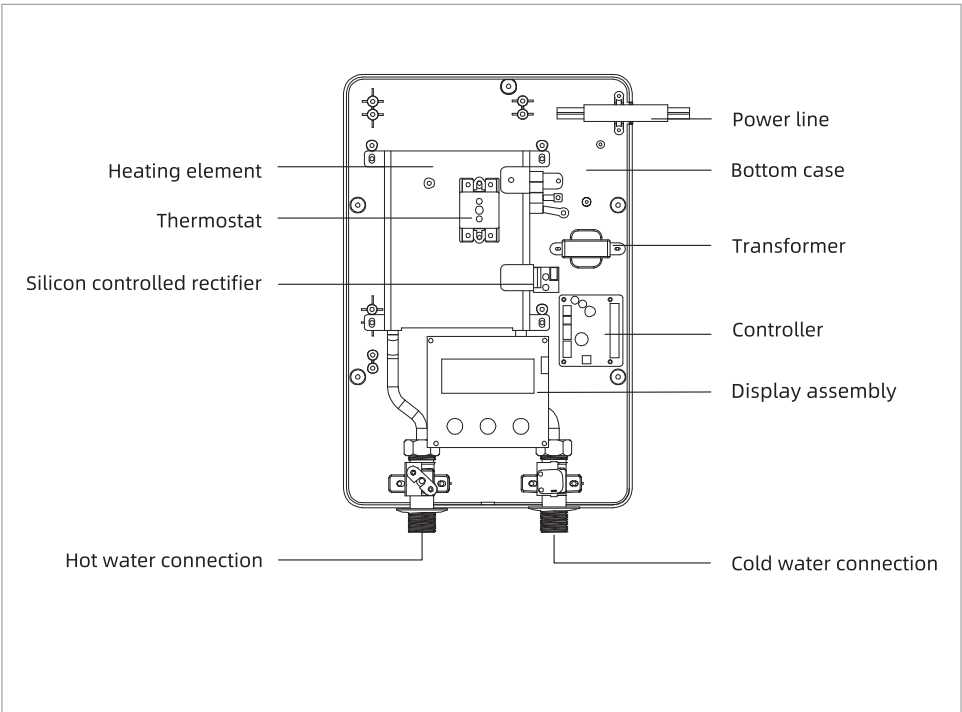 Heating element
Thermostat
Silicon controlled rectifier
Hot water connection
Power line
Bottom case
Transformer
Controller
Display assembly
Cold water connection